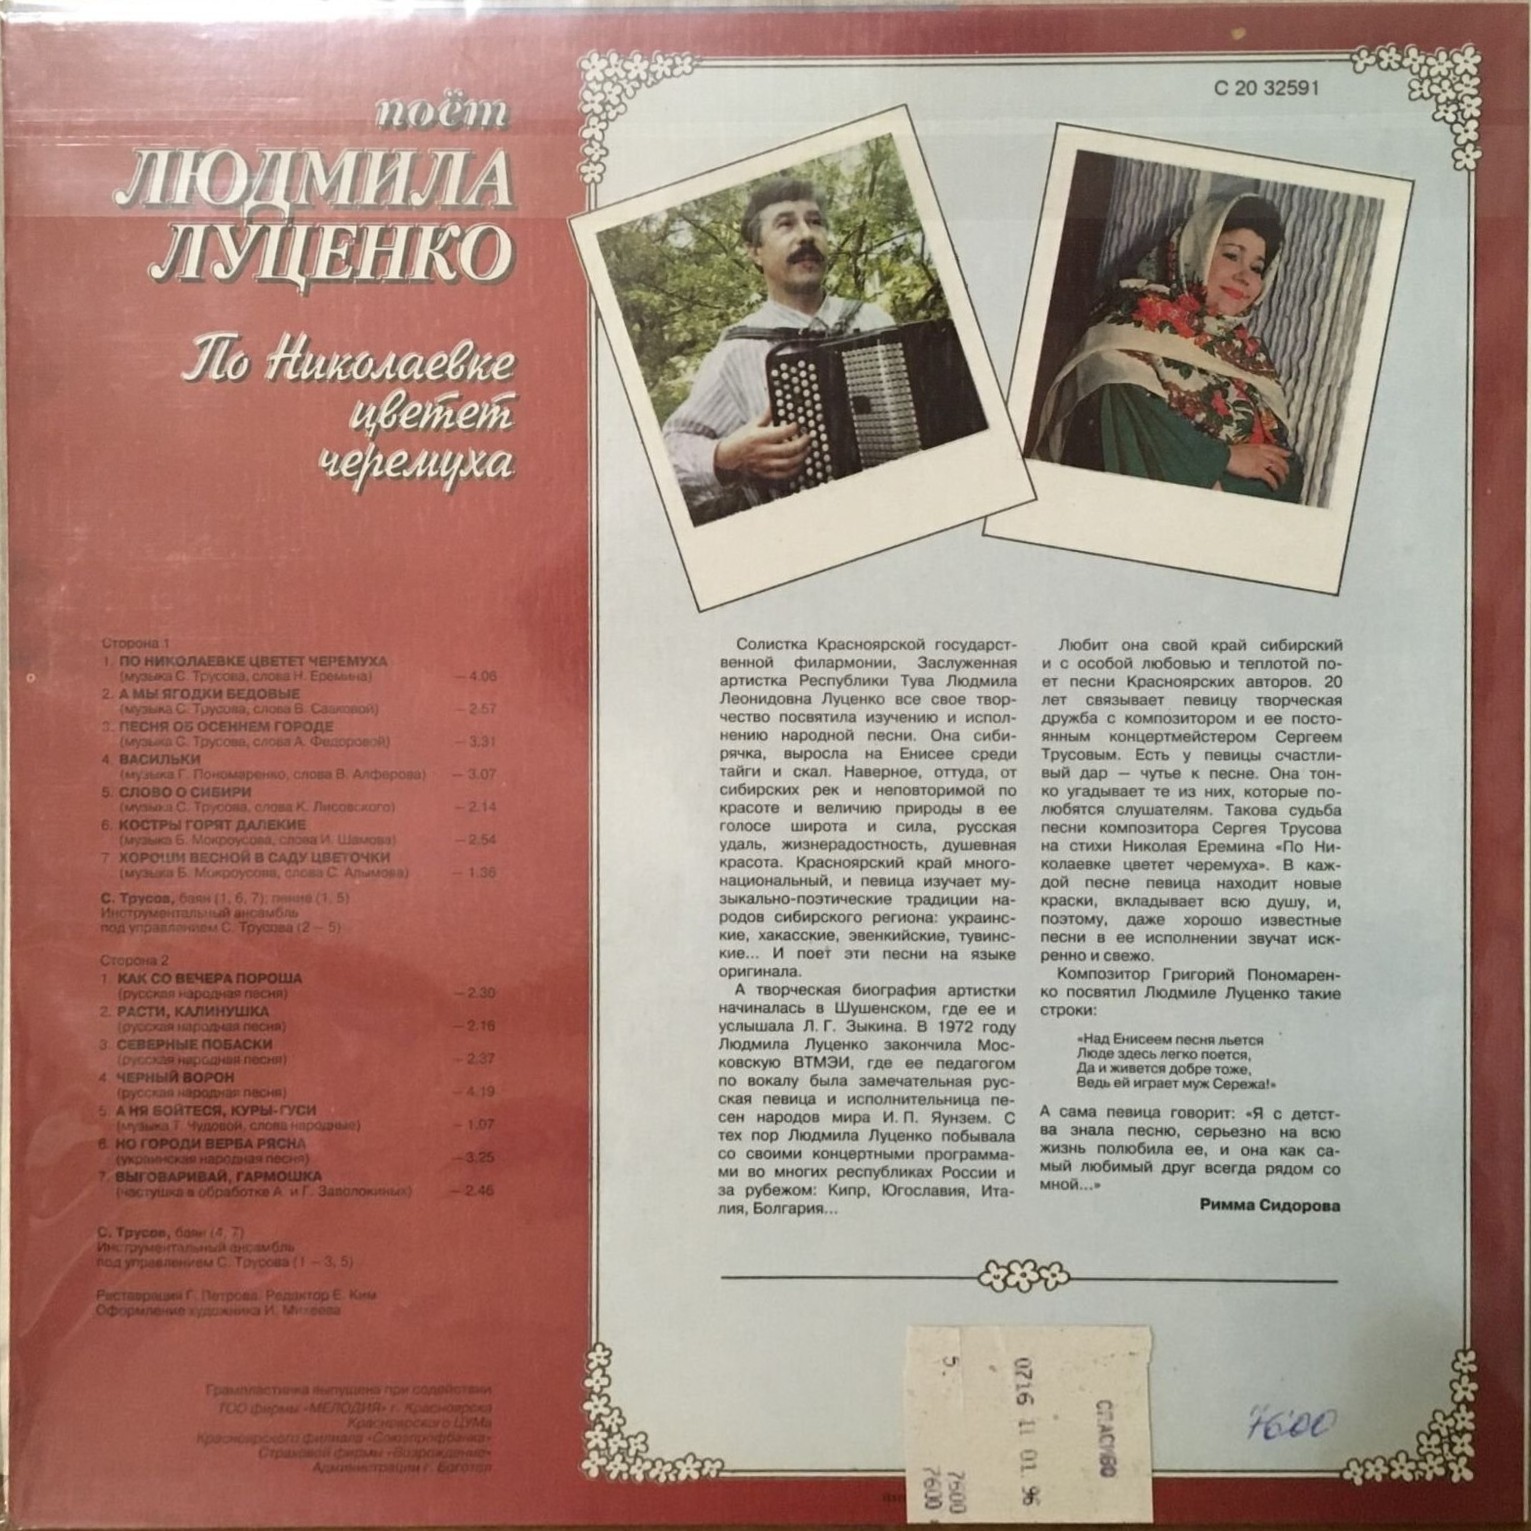 поёт
ЛЮДМИЛА
ЛУЦЕНКО
По Николаевке
цветет
черемуха
Сторона 1
1. ПО НИКОЛАЕВКЕ ЦВЕТЕТ ЧЕРЕМУХА
(музыка С. Трусова, слова Н. Еремина) — 4.06
2. А МЫ ЯГОДКИ БЕДОВЫЕ
(музыка С. Трусова, слова В. Сааковой) — 2.57
3. ПЕСНЯ ОБ ОСЕННЕМ ГОРОДЕ
(музыка С. Трусова, слова А. Федоровой) — 3.31
4. ВАСИЛЬКИ
(музыка Г. Пономаренко, слова В. Алферова) — 3.07
5. СЛОВО О СИБИРИ
(музыка С. Трусова, слова К. Лисовского) — 2.14
6. КОСТРЫ ГОРЯТ ДАЛЕКИЕ
(музыка Б. Мокроусова, слова И. Шамова) — 2.54
7. ХОРОШИ ВЕСНОЙ В САДУ ЦВЕТОЧКИ
(музыка Б. Мокроусова, слова С. Алымова) — 1.36
С. Трусов, баян (1, 6, 7); пение (1, 5)
Инструментальный ансамбль
под управлением С. Трусова (2 — 5)
Сторона 2
1. КАК СО ВЕЧЕРА ПОРОША
(русская народная песня) — 2.30
2. РАСТИ, КАЛИНУШКА
(русская народная песня) — 2.16
3. СЕВЕРНЫЕ ПОБАСКИ
(русская народная песня) — 2.37
4. ЧЕРНЫЙ ВОРОН
(русская народная песня) — 4.19
5. А НЯ БОЙТЕСЯ, КУРЫ-ГУСИ
(музыка Т. Чудовой, слова народные) — 1.07
6. НО ГОРОДИ ВЕРБА РЯСНА
(украинская народная песня) — 3.25
7. ВЫГОВАРИВАЙ, ГАРМОШКА
(частушка в обработке А. и Г. Заволокиных) — 2.46
С. Трусов, баян (4, 7)
Инструментальный ансамбль
под управлением С. Трусова (1 — 3, 5)
Реставрация Г. Петрова. Редактор Е. Ким
Оформление художника И. Михеева
Грампластинка выпущена при содействии
ТОО фирмы «МЕЛОДИЯ» г. Красноярска
Красноярского ЦУМа
Красноярского филиала «Союзпрофбанка»
Страховой фирмы «Возрождение»
Администрации г. Боготол
С 20 32591
Солистка Красноярской государст-
венной филармонии, Заслуженная
артистка Республики Тува Людмила
Леонидовна Луценко все свое твор-
чество посвятила изучению и испол-
нению народной песни. Она сиби-
рячка, выросла на Енисее среди
тайги и скал. Наверное, оттуда, от
сибирских рек и неповторимой по
красоте и величию природы в ее
голосе широта и сила, русская
удаль, жизнерадостность, душевная
красота. Красноярский край много-
национальный, и певица изучает му-
зыкально-поэтические традиции на-
родов сибирского региона: украинс-
кие, хакасские, эвенкийские, тувинс-
кие... И поет эти песни на языке
оригинала.
А творческая биография артистки
начиналась в Шушенском, где ее и
услышала Л. Г. Зыкина. В 1972 году
Людмила Луценко закончила Мос-
ковскую ВТМЭИ, где ее педагогом
по вокалу была замечательная рус-
ская певица и исполнительница пе-
сен народов мира И. П. Яунзем. С
тех пор Людмила Луценко побывала
со своими концертными программа-
ми во многих республиках России и
за рубежом: Кипр, Югославия, Ита-
лия, Болгария...
Любит она свой край сибирский
и с особой любовью и теплотой по-
ет песни Красноярских авторов. 20
лет связывает певицу творческая
дружба с композитором и ее посто-
янным концертмейстером Сергеем
Трусовым. Есть у певицы счастли-
вый дар — чутье к песне. Она тон-
ко угадывает те из них, которые по-
любятся слушателям. Такова судьба
песни композитора Сергея Трусова
на стихи Николая Еремина «По Ни-
колаевке цветет черемуха». В каж-
дой песне певица находит новые
краски, вкладывает всю душу, и,
поэтому, даже хорошо известные
песни в ее исполнении звучат иск-
ренно и свежо.
Композитор Григорий Пономарен-
ко посвятил Людмиле Луценко такие
строки:
«Над Енисеем песня льется
Люде здесь легко поется,
Да и живется добре тоже,
Ведь ей играет муж Сережа!»
А сама певица говорит: «Я с детст-
ва знала песню, серьезно на всю
жизнь полюбила ее, и она как са-
мый любимый друг всегда рядом со
мной...»
Римма Сидорова
СПАСИБО
0716 11 01.96
5. 7600
7600
7600